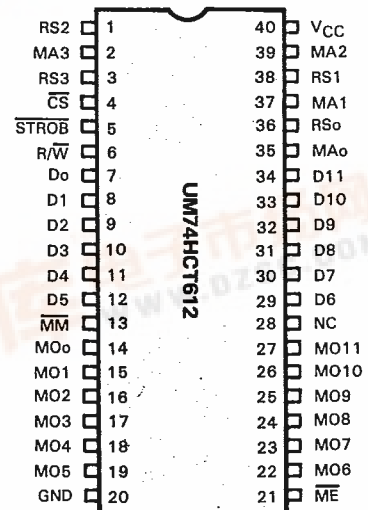 RS2 1 40 VCC
MA3 2 39 MA2
RS3 3 38 RS1
CS 4 37 MA1
STROB 5 36 RSo
R/W 6 35 MAo
Do 7 34 D11
D1 8 33 D10
D2 9 32 D9
D3 10 31 D8
D4 11 30 D7
D5 12 29 D6
MM 13 28 NC
MOo 14 27 MO11
MO1 15 26 MO10
MO2 16 25 MO9
MO3 17 24 MO8
MO4 18 23 MO7
MO5 19 22 MO6
GND 20 21 ME
UM74HCT612